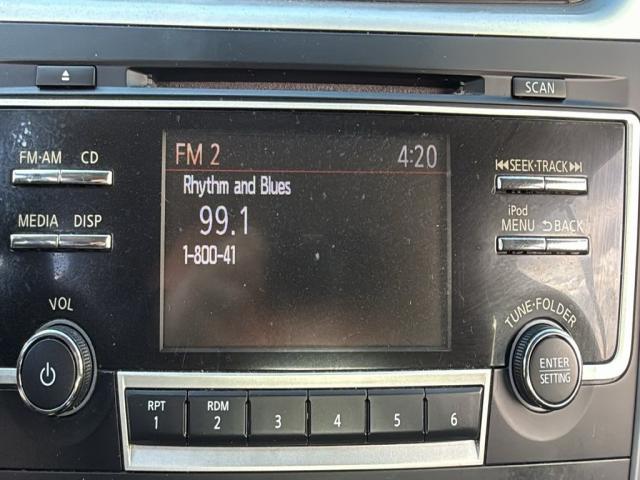 SCAN
FM·AM CD
FM 2 4:20
SEEK·TRACK
Rhythm and Blues
99.1
MEDIA DISP
iPod
MENU BACK
1-800-41
VOL
TUNE·FOLDER
ENTER
SETTING
RPT RDM
1 2 3 4 5 6